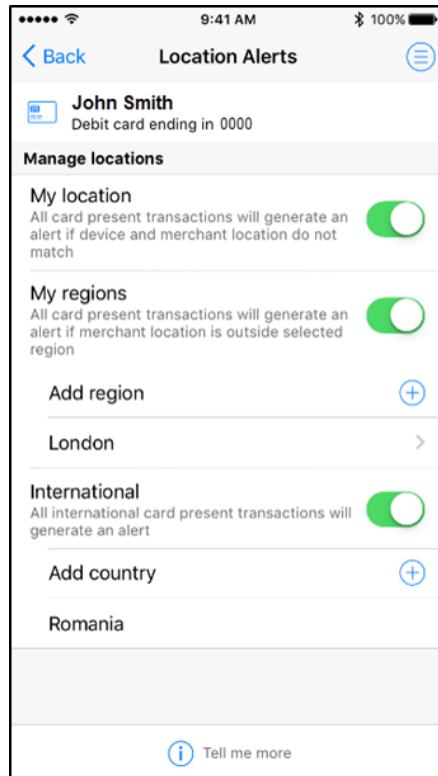 9:41 AM 100%
Back Location Alerts
John Smith
Debit card ending in 0000
Manage locations
My location
All card present transactions will generate an
alert if device and merchant location do not
match
My regions
All card present transactions will generate an
alert if merchant location is outside selected
region
Add region
London
International
All international card present transactions will
generate an alert
Add country
Romania
Tell me more